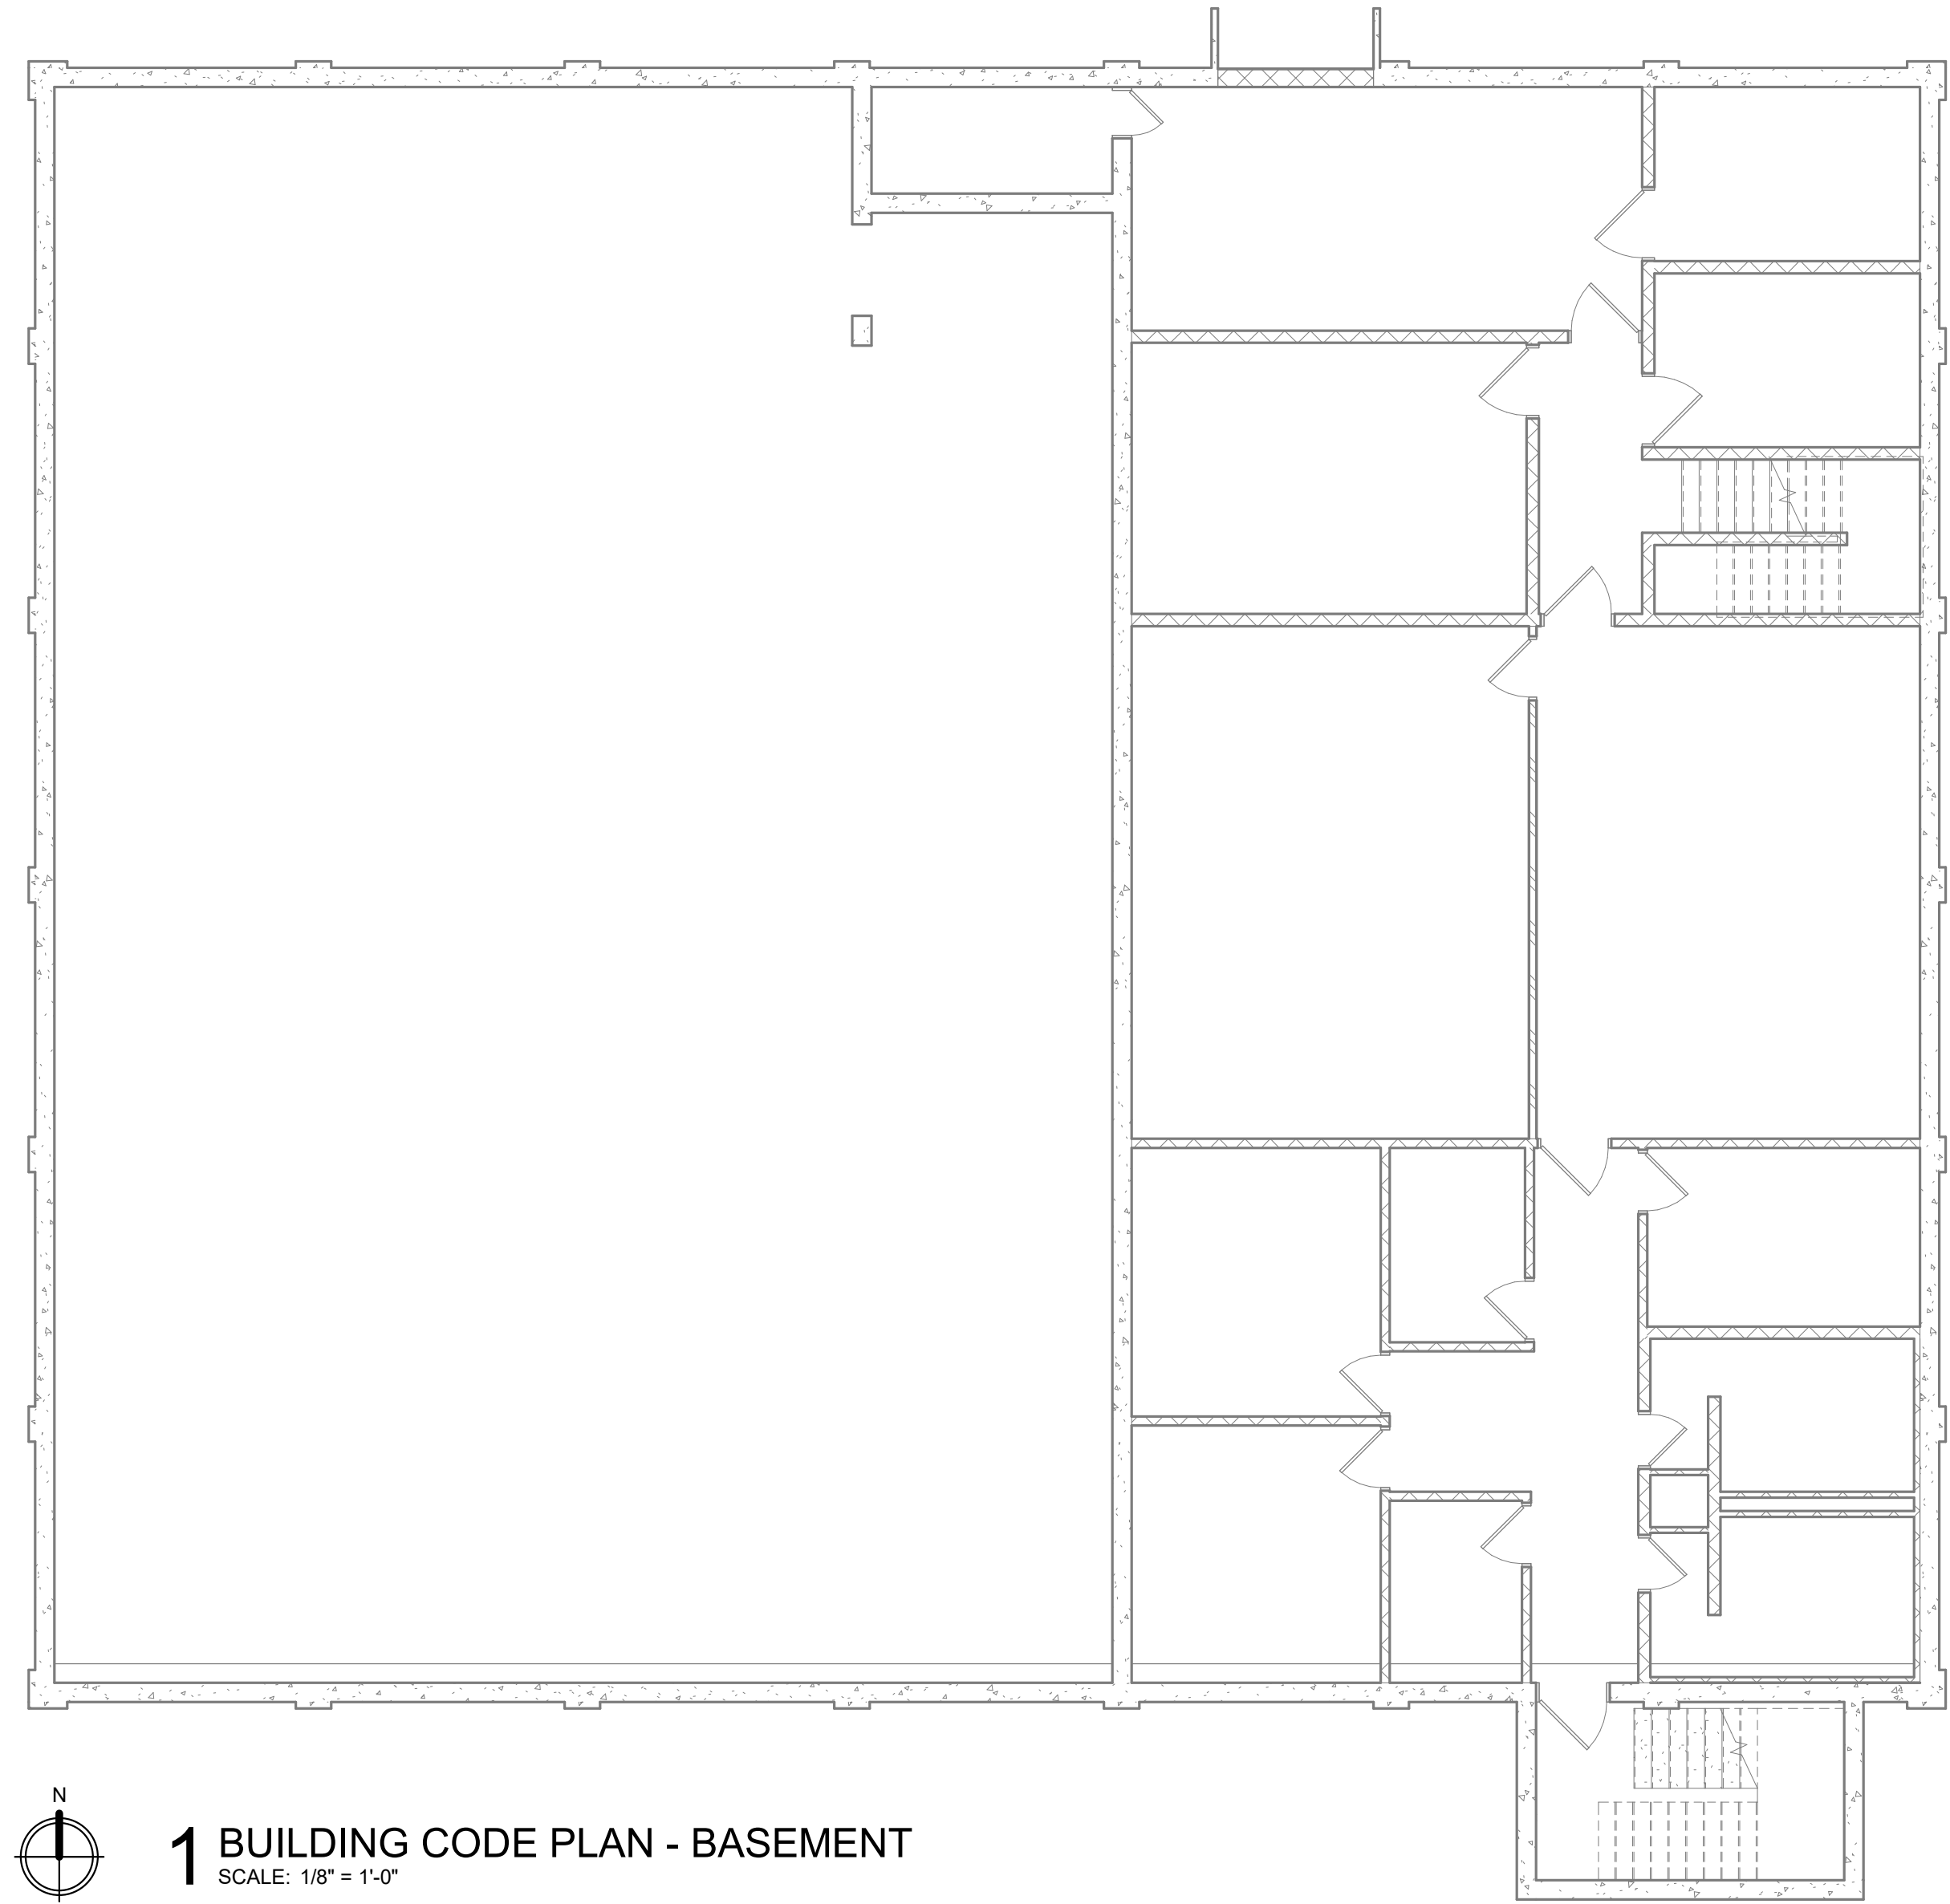 N
1 BUILDING CODE PLAN - BASEMENT
SCALE: 1/8" = 1'-0"